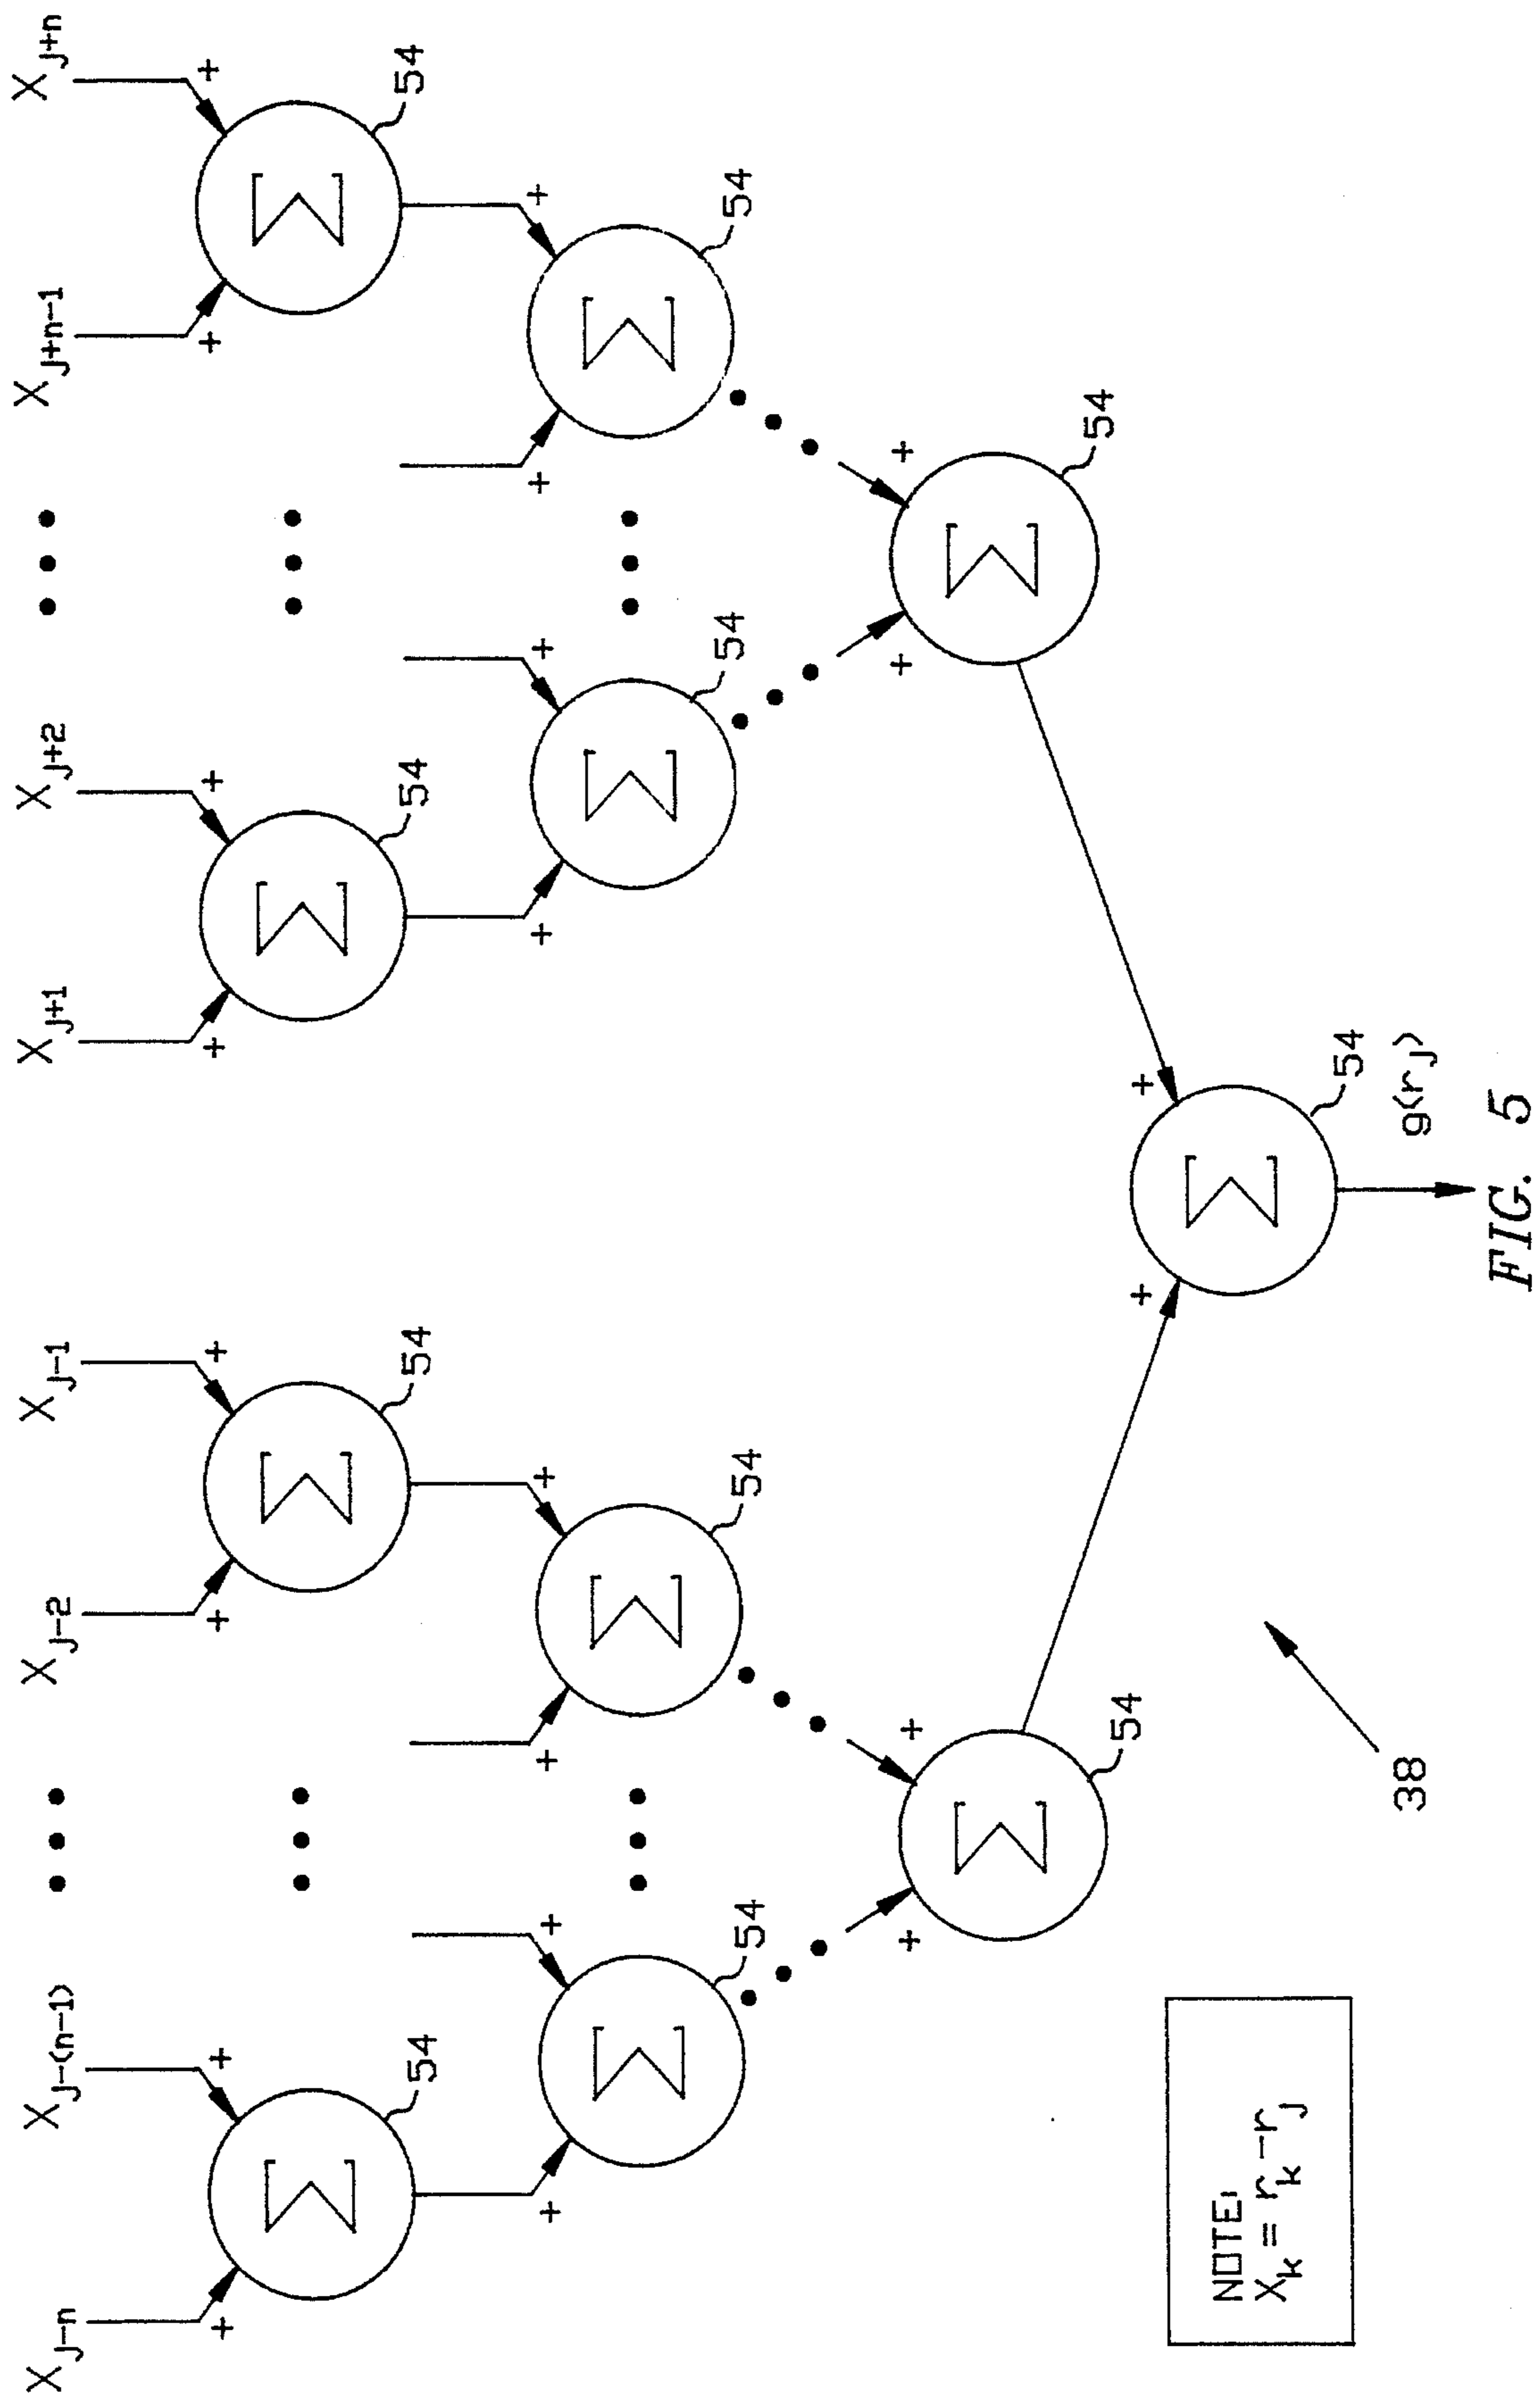 X_{j-n} X_{j-(n-1)} ••• X_{j-2} X_{j-1} X_{j+1} X_{j+2} ••• X_{j+n-1} X_{j+n}
+ + + + + + + +
Σ Σ Σ Σ
54 54 ••• 54 54 ••• 54
+ + + + + + + +
Σ Σ Σ Σ
54 ••• 54 54 ••• 54
+ + + +
Σ Σ
54 54
+ +
Σ
54
g(r_j)
38
NOTE:
X_k = r_k - r_j
FIG. 5